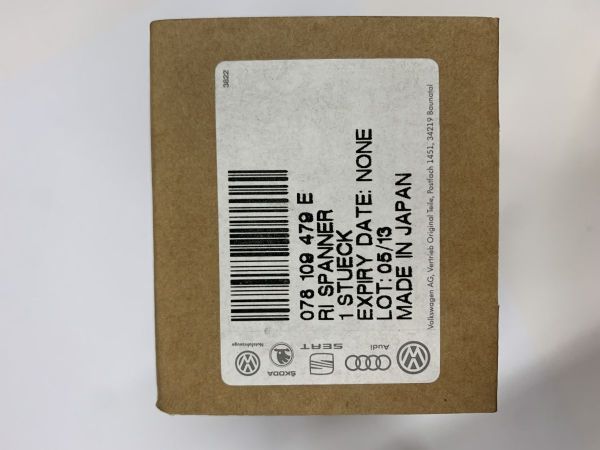 Nutzfahrzeuge
ŠKODA
SEAT
Audi
3822
078 109 479 E
RI SPANNER
1 STUECK
EXPIRY DATE: NONE
LOT: 05/13
MADE IN JAPAN
Volkswagen AG, Vertrieb Original Teile, Postfach 1451, 34219 Baunatal